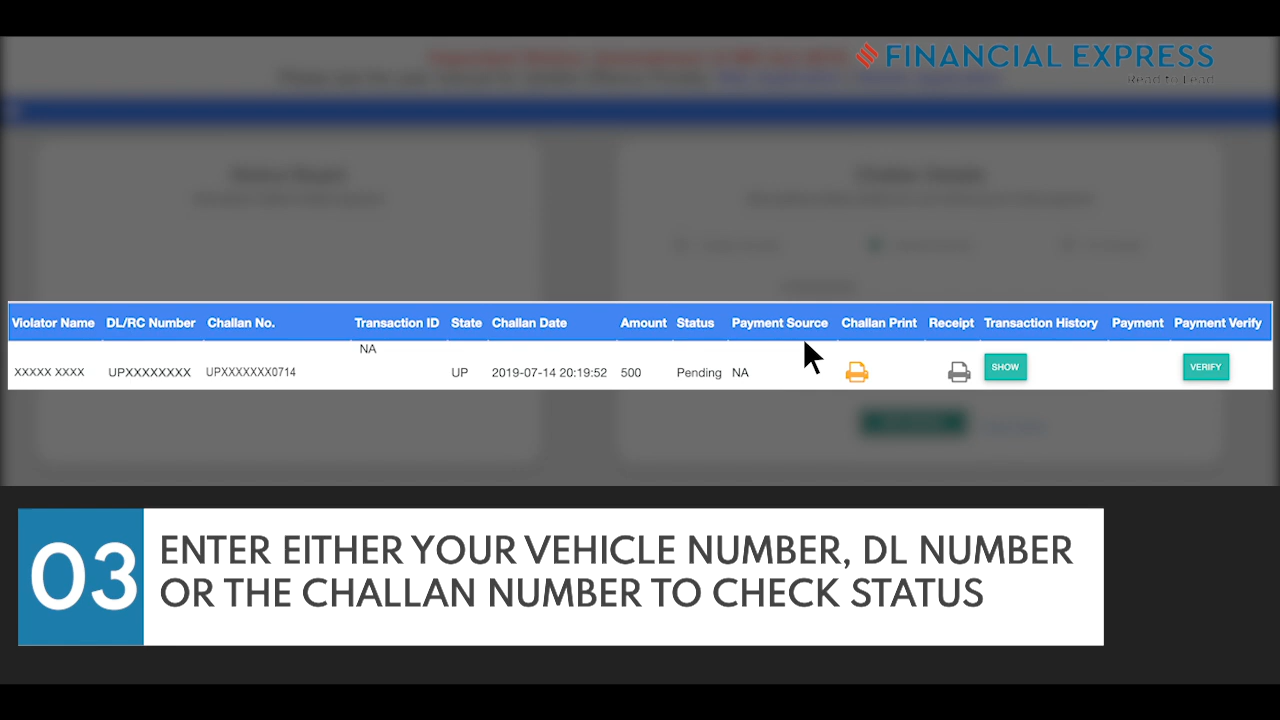 FINANCIAL EXPRESS
Read to Lead
Violator Name DL/RC Number Challan No. Transaction ID State Challan Date Amount Status Payment Source Challan Print Receipt Transaction History Payment Payment Verify
NA
XXXXX XXXX UPXXXXXXXX UPXXXXXXX0714 UP 2019-07-14 20:19:52 500 Pending NA SHOW VERIFY
03
ENTER EITHER YOUR VEHICLE NUMBER, DL NUMBER
OR THE CHALLAN NUMBER TO CHECK STATUS